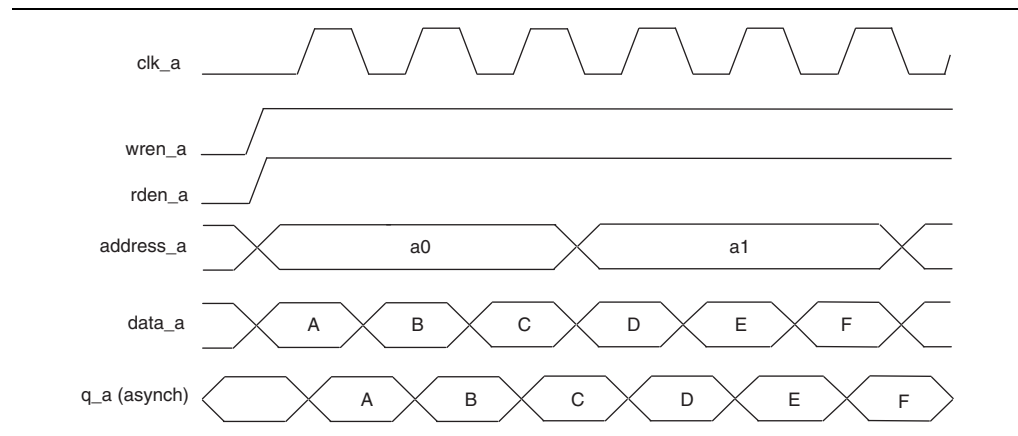 clk_a
wren_a
rden_a
address_a a0 a1
data_a A B C D E F
q_a (asynch) A B C D E F